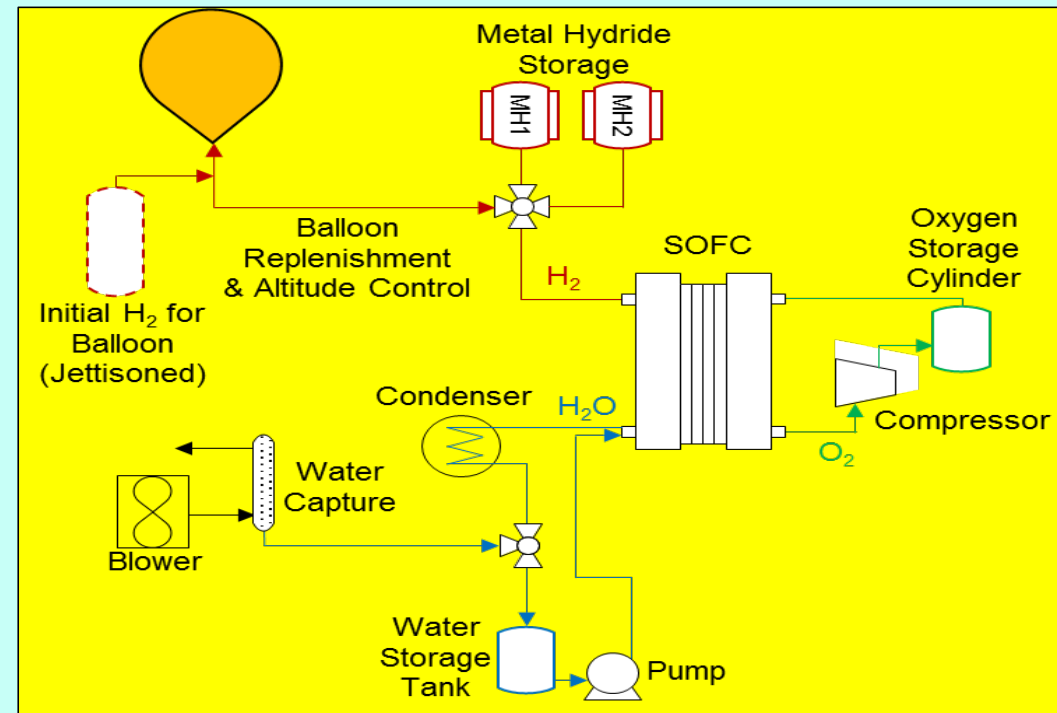 Metal Hydride
Storage
MH1
MH2
Balloon
Replenishment
& Altitude Control
Initial H₂ for
Balloon
(Jettisoned)
H₂
SOFC
Oxygen
Storage
Cylinder
Compressor
O₂
Condenser
H₂O
Water
Capture
Blower
Water
Storage
Tank
Pump